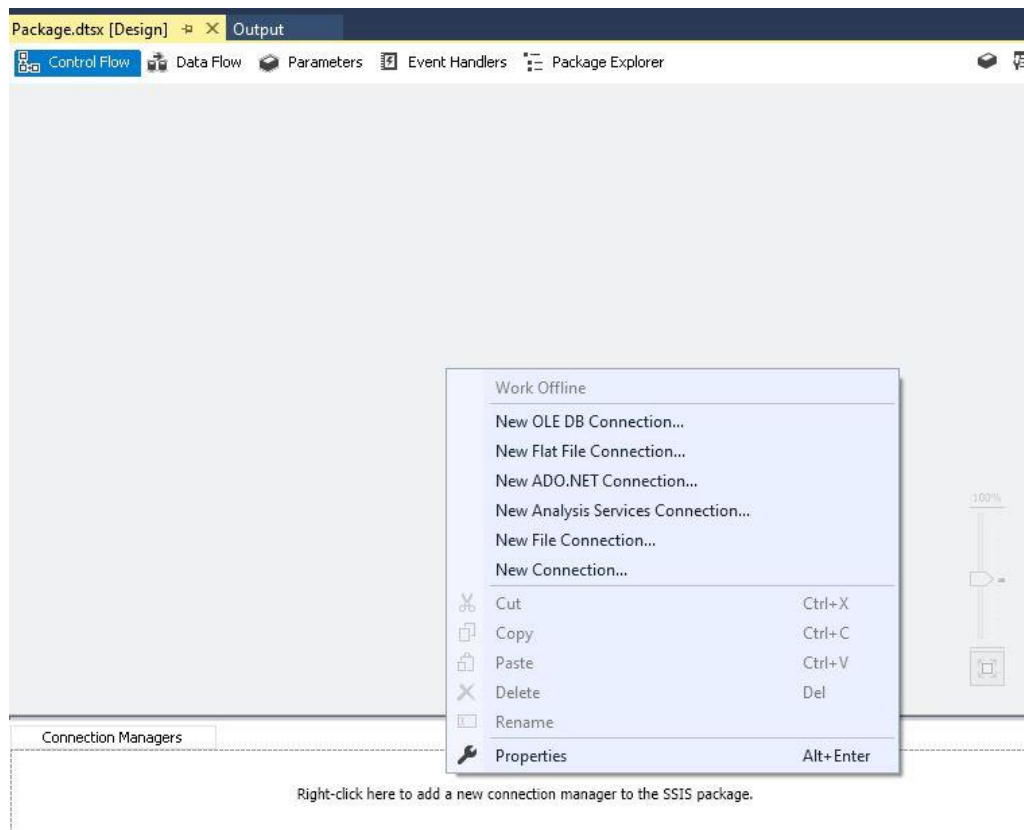 Package.dtsx [Design] Output
Control Flow Data Flow Parameters Event Handlers Package Explorer
Work Offline
New OLE DB Connection...
New Flat File Connection...
New ADO.NET Connection...
New Analysis Services Connection...
New File Connection...
New Connection...
100%
Cut Ctrl+X
Copy Ctrl+C
Paste Ctrl+V
Delete Del
Rename
Connection Managers
Properties Alt+Enter
Right-click here to add a new connection manager to the SSIS package.